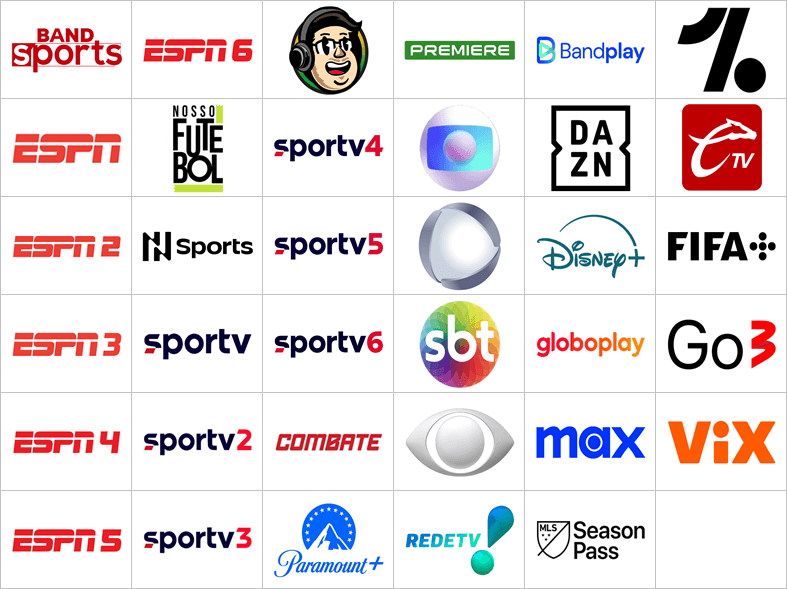 BAND
sports
ESPN 6
PREMIERE
Bandplay
1.
ESPN
NOSSO
FUTE
BOL
sportv4
DA
ZN
TV
ESPN 2
N Sports
sportv5
Disney+
FIFA+
ESPN 3
sportv
sportv6
sbt
globoplay
Go3
ESPN 4
sportv2
COMBATE
max
ViX
ESPN 5
sportv3
Paramount+
REDETV!
MLS
Season
Pass